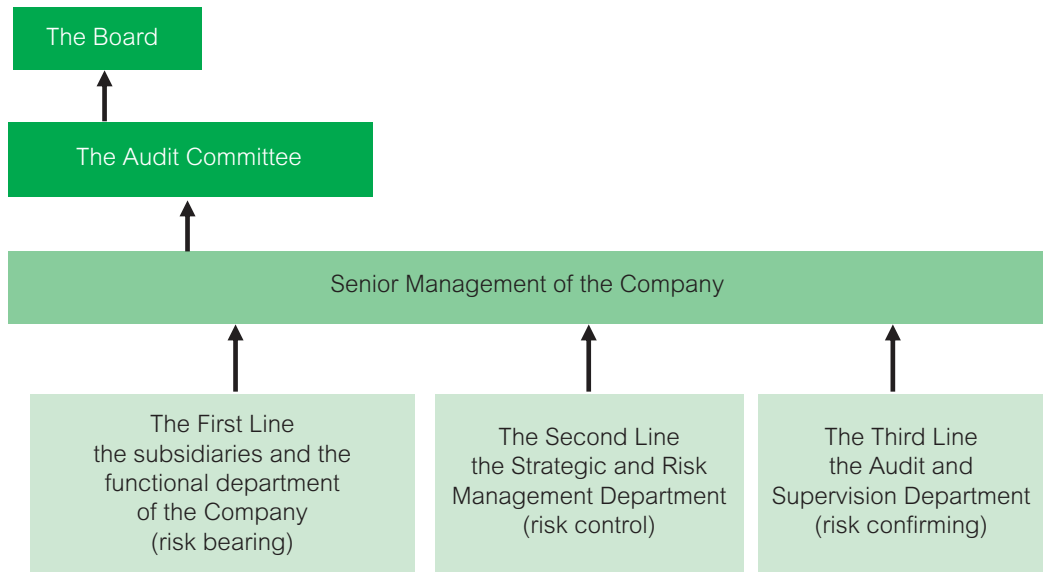 The Board
The Audit Committee
Senior Management of the Company
The First Line
the subsidiaries and the
functional department
of the Company
(risk bearing)
The Second Line
the Strategic and Risk
Management Department
(risk control)
The Third Line
the Audit and
Supervision Department
(risk confirming)